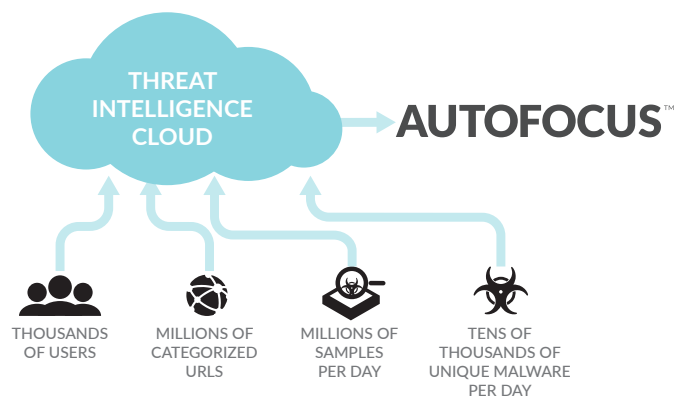 THREAT
INTELLIGENCE
CLOUD
AUTOFOCUS™
THOUSANDS
OF USERS
MILLIONS OF
CATEGORIZED
URLS
MILLIONS OF
SAMPLES
PER DAY
TENS OF
THOUSANDS OF
UNIQUE MALWARE
PER DAY